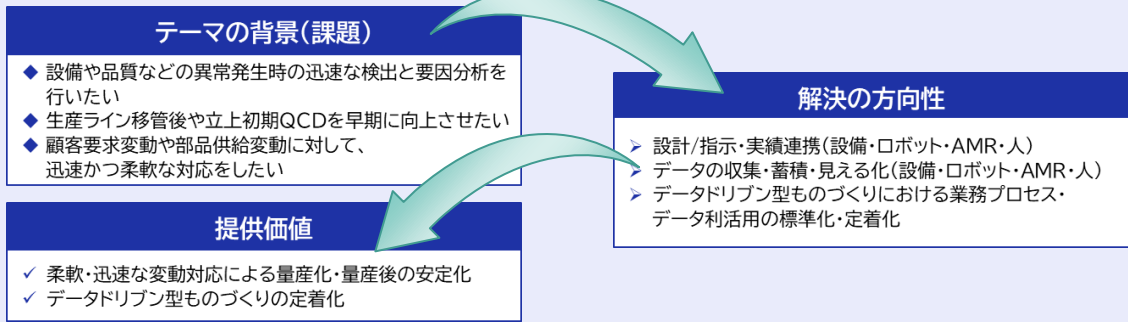 テーマの背景(課題)
◆ 設備や品質などの異常発生時の迅速な検出と要因分析を
行いたい
◆ 生産ライン移管後や立上初期QCDを早期に向上させたい
◆ 顧客要求変動や部品供給変動に対して、
迅速かつ柔軟な対応をしたい
解決の方向性
➢ 設計/指示・実績連携(設備・ロボット・AMR・人)
➢ データの収集・蓄積・見える化(設備・ロボット・AMR・人)
➢ データドリブン型ものづくりにおける業務プロセス・
データ利活用の標準化・定着化
提供価値
✓ 柔軟・迅速な変動対応による量産化・量産後の安定化
✓ データドリブン型ものづくりの定着化